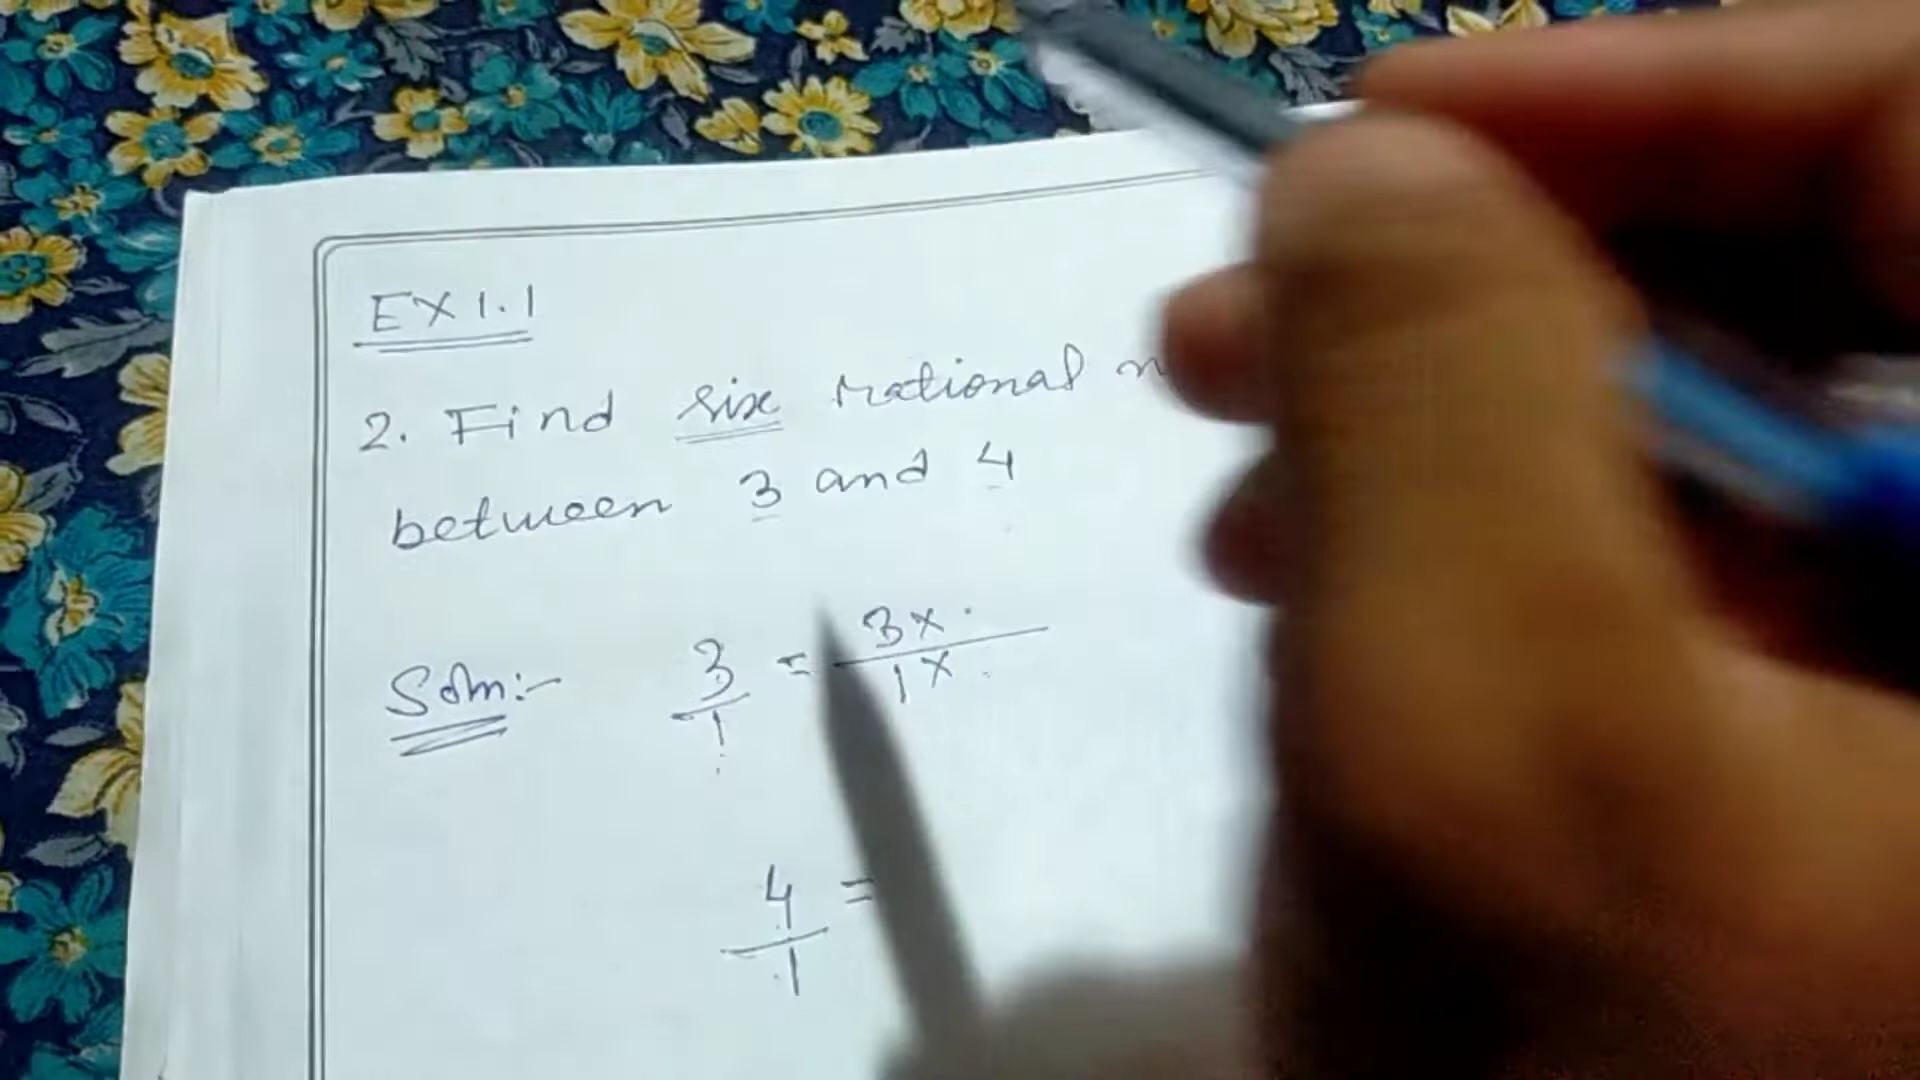 EX 1.1
2. Find six rational
between 3 and 4
Soln:-
3/1 = 3×/1×
4/1 =